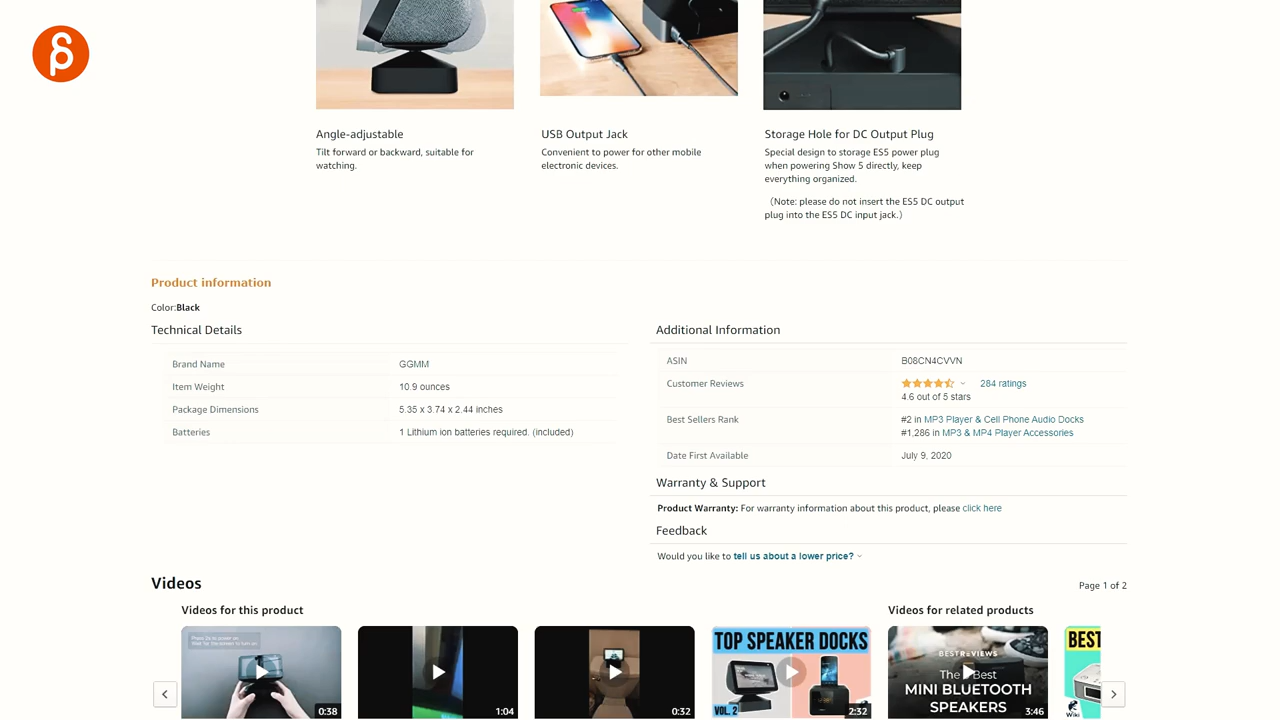 Angle-adjustable
Tilt forward or backward, suitable for
watching.
USB Output Jack
Convenient to power for other mobile
electronic devices.
Storage Hole for DC Output Plug
Special design to storage ES5 power plug
when powering Show 5 directly, keep
everything organized.
(Note: please do not insert the ES5 DC output
plug into the ES5 DC input jack.)
Product information
Color:Black
Technical Details
Brand Name GGMM
Item Weight 10.9 ounces
Package Dimensions 5.35 x 3.74 x 2.44 inches
Batteries 1 Lithium ion batteries required. (included)
Additional Information
ASIN B08CN4CVVN
Customer Reviews 284 ratings
4.6 out of 5 stars
Best Sellers Rank #2 in MP3 Player & Cell Phone Audio Docks
#1,286 in MP3 & MP4 Player Accessories
Date First Available July 9, 2020
Warranty & Support
Product Warranty: For warranty information about this product, please click here
Feedback
Would you like to tell us about a lower price?
Videos
Page 1 of 2
Videos for this product
Videos for related products
0:38
1:04
0:32
TOP SPEAKER DOCKS
VOL. 2
2:32
BESTREVIEWS
The Best
MINI BLUETOOTH
SPEAKERS
3:46
BEST
Wiki